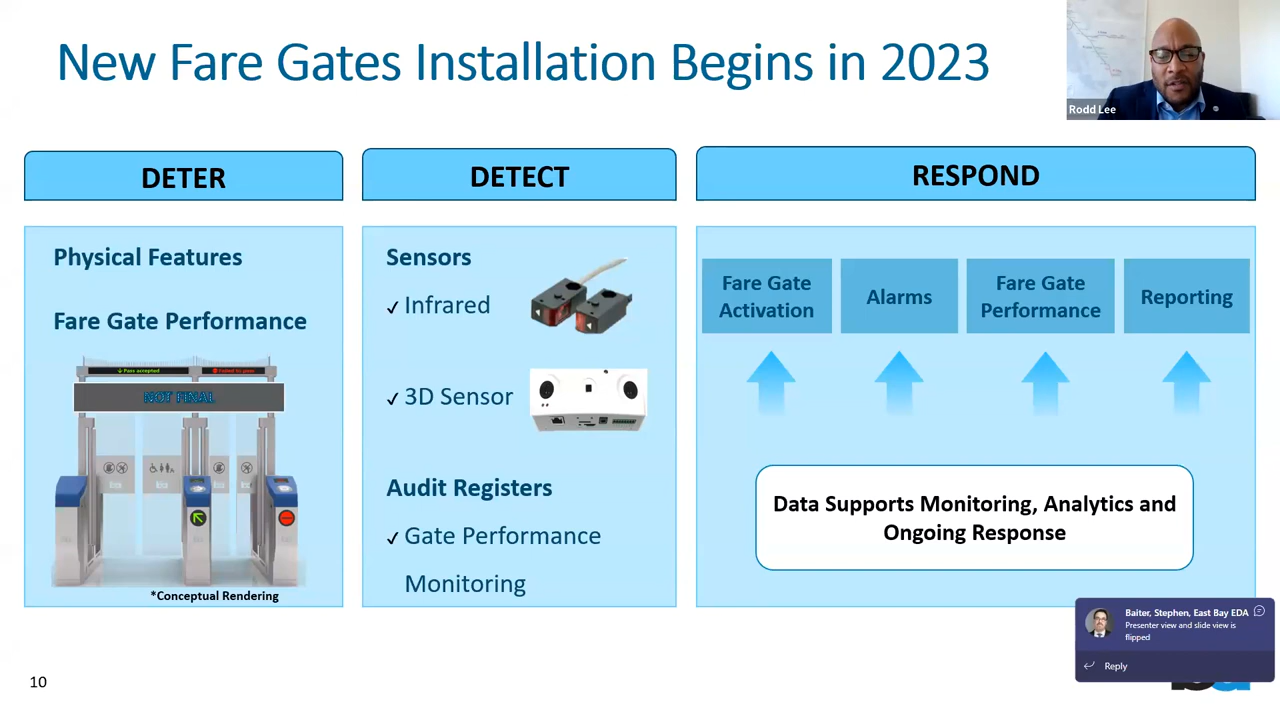 New Fare Gates Installation Begins in 2023
Rodd Lee
DETER
DETECT
RESPOND
Physical Features
Fare Gate Performance
Pass accepted
NOT FINAL
*Conceptual Rendering
Sensors
✓ Infrared
✓ 3D Sensor
Audit Registers
✓ Gate Performance
Monitoring
Fare Gate
Activation
Alarms
Fare Gate
Performance
Reporting
Data Supports Monitoring, Analytics and
Ongoing Response
Baiter, Stephen, East Bay EDA
Presenter view and slide view is
flipped
Reply
10